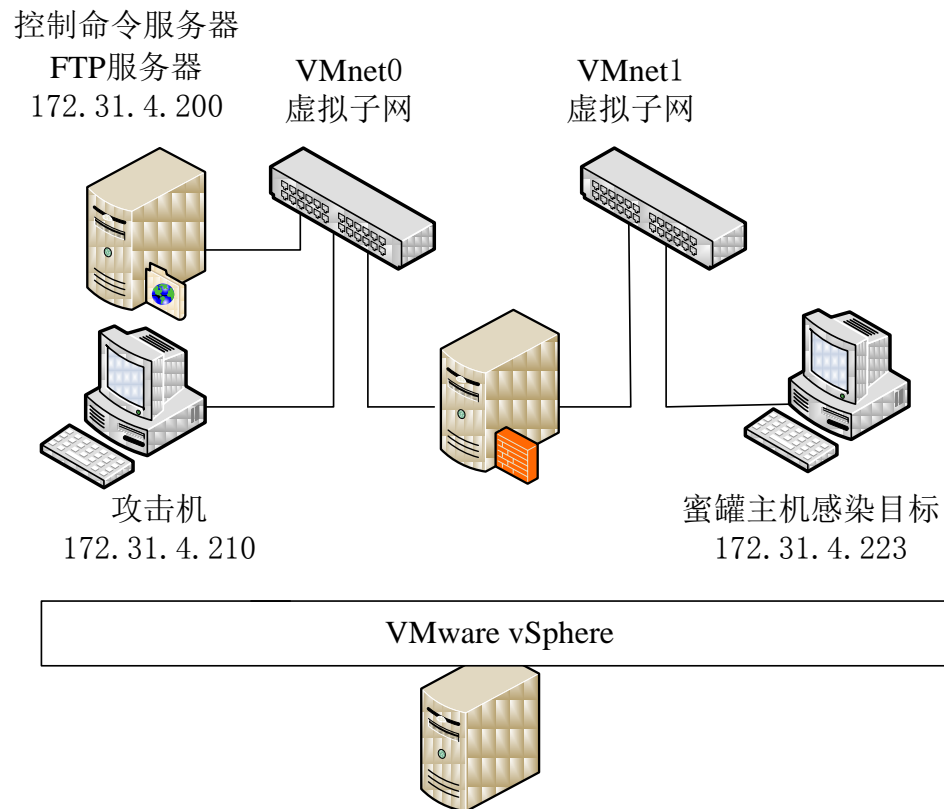 控制命令服务器
FTP服务器
172.31.4.200
VMnet0
虚拟子网
VMnet1
虚拟子网
攻击机
172.31.4.210
蜜罐主机感染目标
172.31.4.223
VMware vSphere